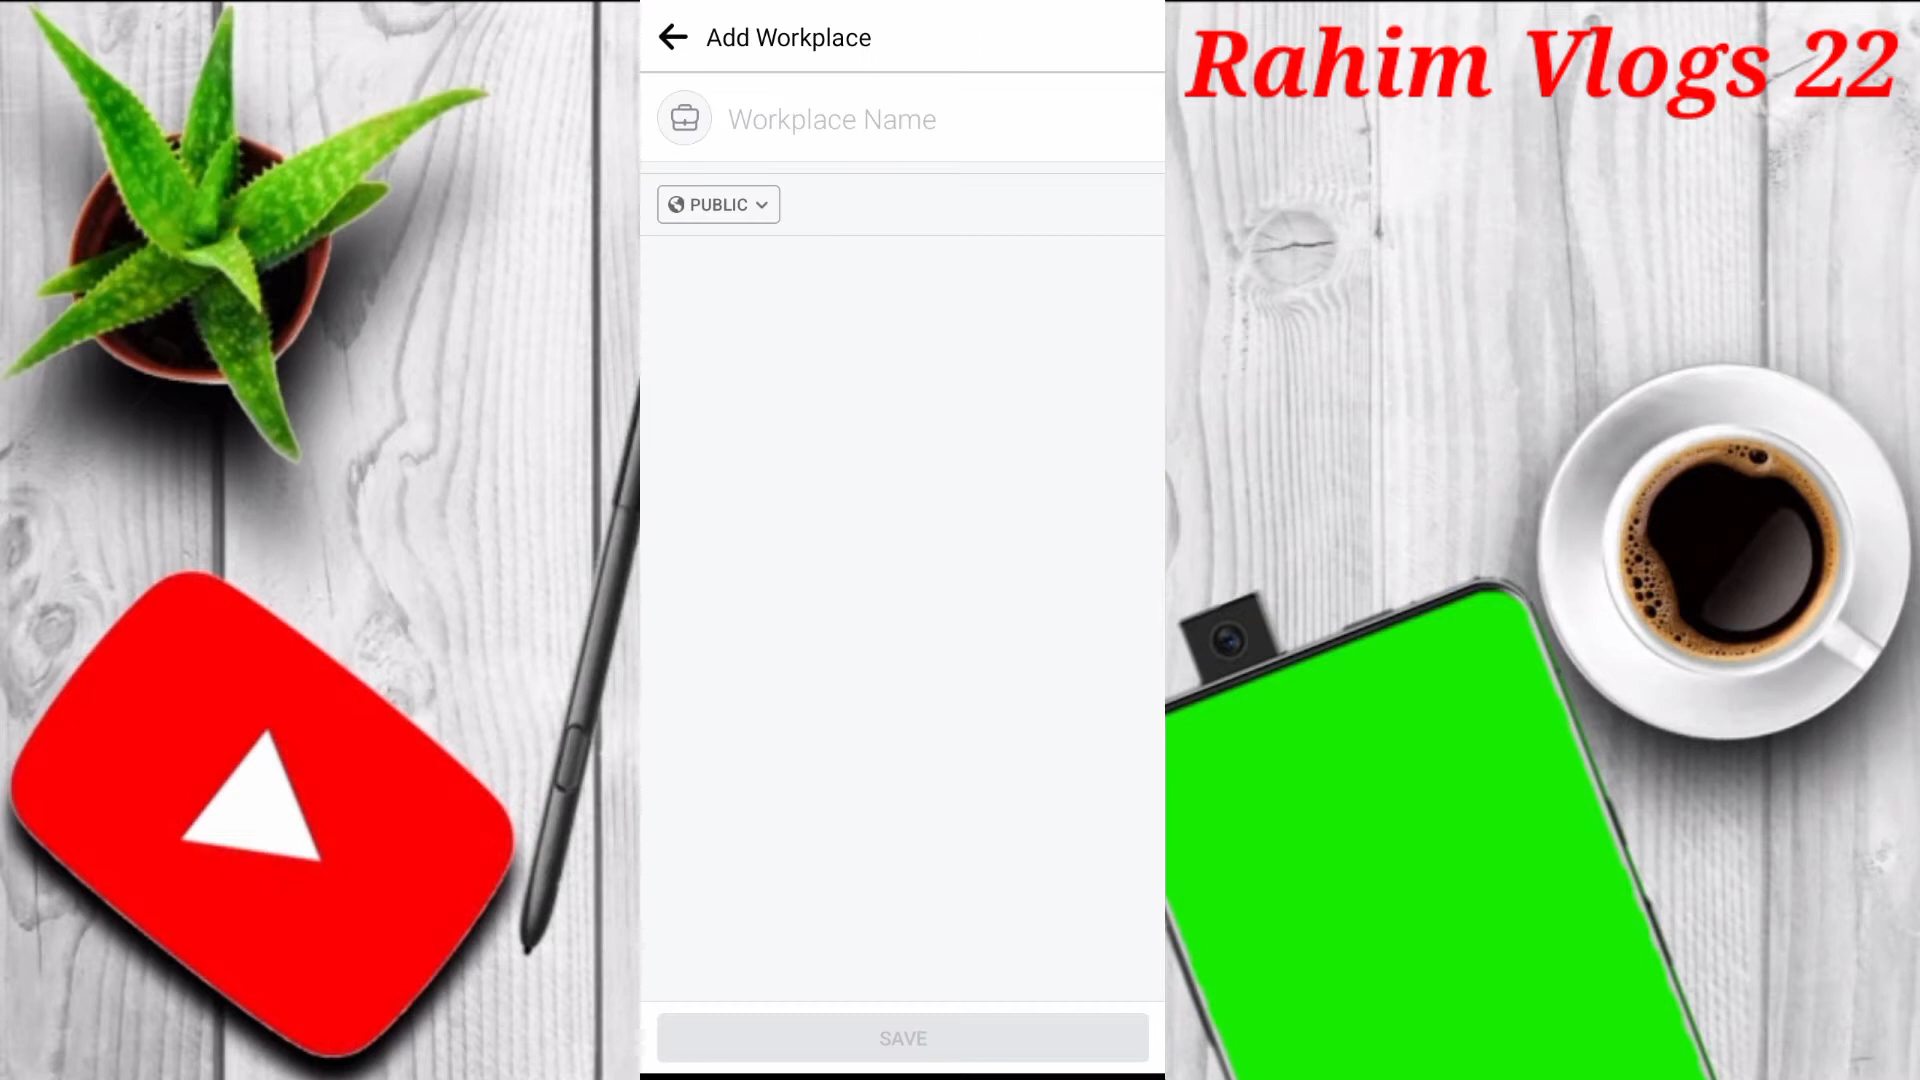 Add Workplace
Rahim Vlogs 22
Workplace Name
PUBLIC
SAVE